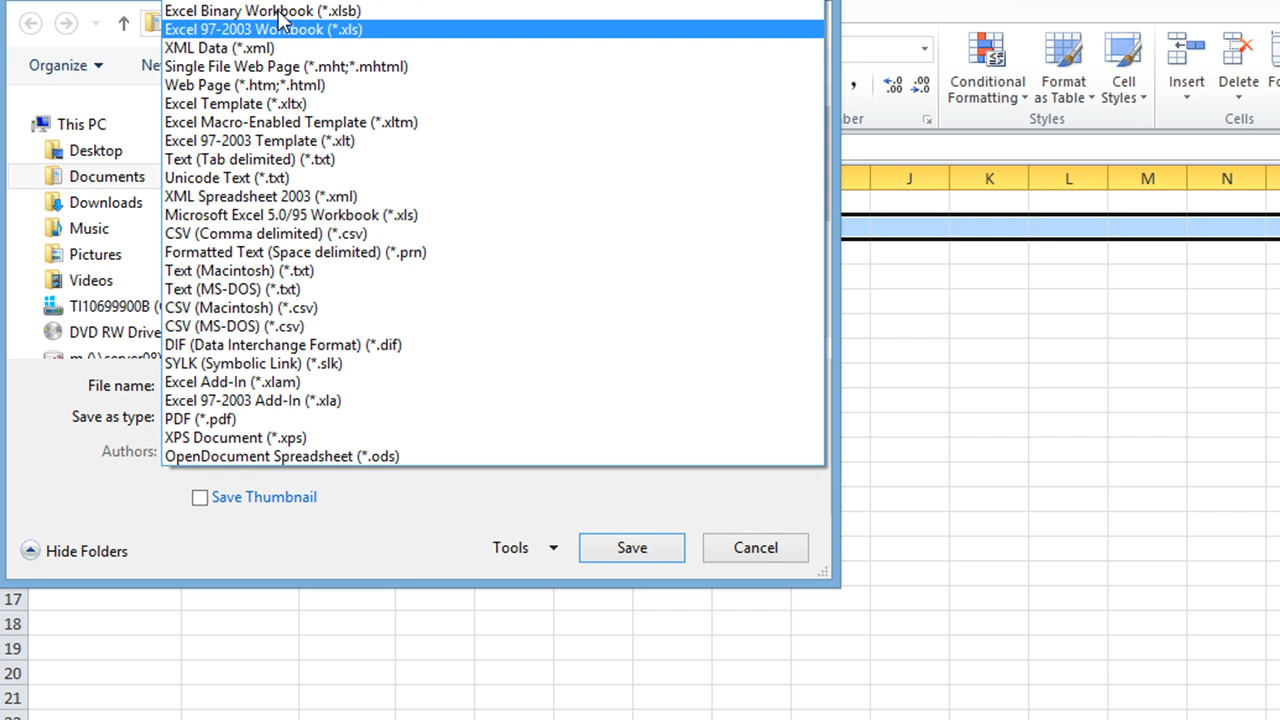 Excel Binary Workbook (*.xlsb)
Excel 97-2003 Workbook (*.xls)
XML Data (*.xml)
Single File Web Page (*.mht;*.mhtml)
Web Page (*.htm;*.html)
Excel Template (*.xltx)
Excel Macro-Enabled Template (*.xltm)
Excel 97-2003 Template (*.xlt)
Text (Tab delimited) (*.txt)
Unicode Text (*.txt)
XML Spreadsheet 2003 (*.xml)
Microsoft Excel 5.0/95 Workbook (*.xls)
CSV (Comma delimited) (*.csv)
Formatted Text (Space delimited) (*.prn)
Text (Macintosh) (*.txt)
Text (MS-DOS) (*.txt)
CSV (Macintosh) (*.csv)
CSV (MS-DOS) (*.csv)
DIF (Data Interchange Format) (*.dif)
SYLK (Symbolic Link) (*.slk)
Excel Add-In (*.xlam)
Excel 97-2003 Add-In (*.xla)
PDF (*.pdf)
XPS Document (*.xps)
OpenDocument Spreadsheet (*.ods)
Organize
This PC
Desktop
Documents
Downloads
Music
Pictures
Videos
TI10699900B
DVD RW Drive
File name:
Save as type:
Authors:
Save Thumbnail
Hide Folders
Tools
Save
Cancel
Conditional
Formatting
Format
as Table
Cell
Styles
Insert
Delete
Styles
Cells
J K L M N
17
18
19
20
21